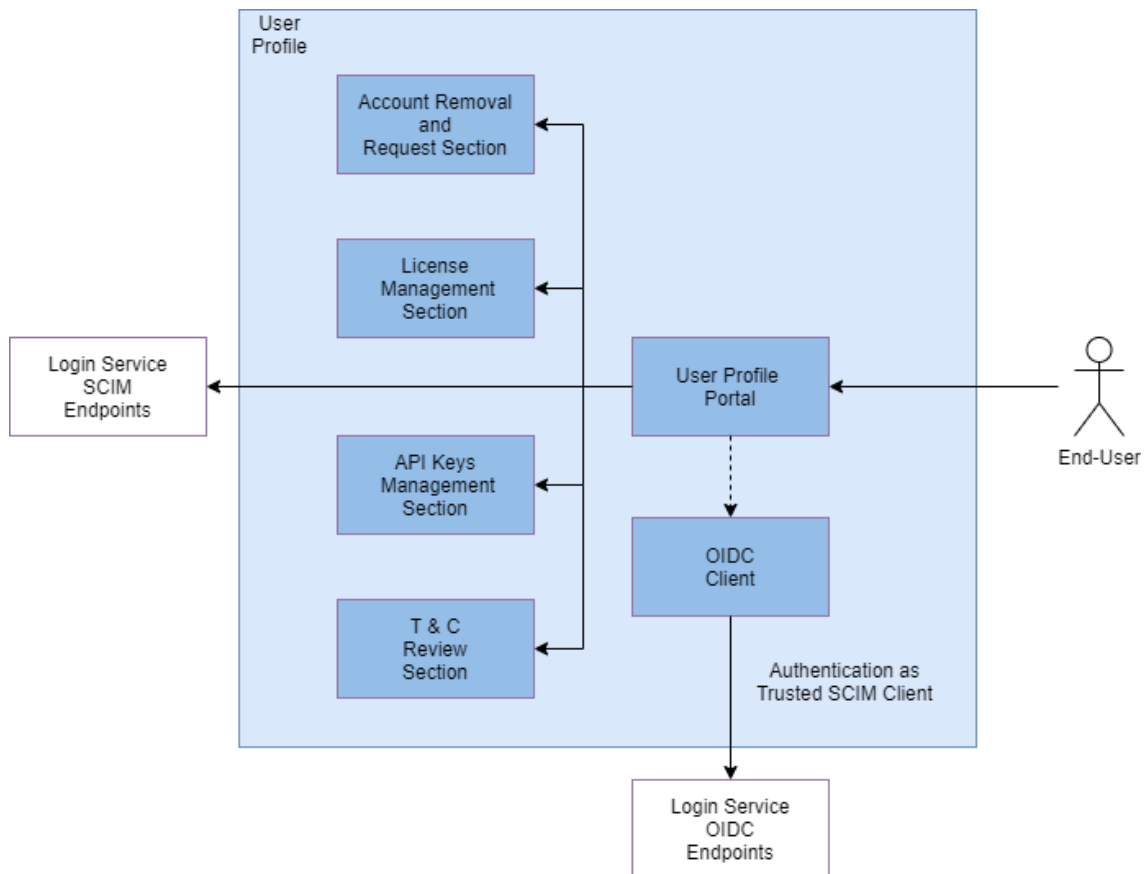 User
Profile
Account Removal
and
Request Section
License
Management
Section
Login Service
SCIM
Endpoints
User Profile
Portal
End-User
API Keys
Management
Section
OIDC
Client
T & C
Review
Section
Authentication as
Trusted SCIM Client
Login Service
OIDC
Endpoints